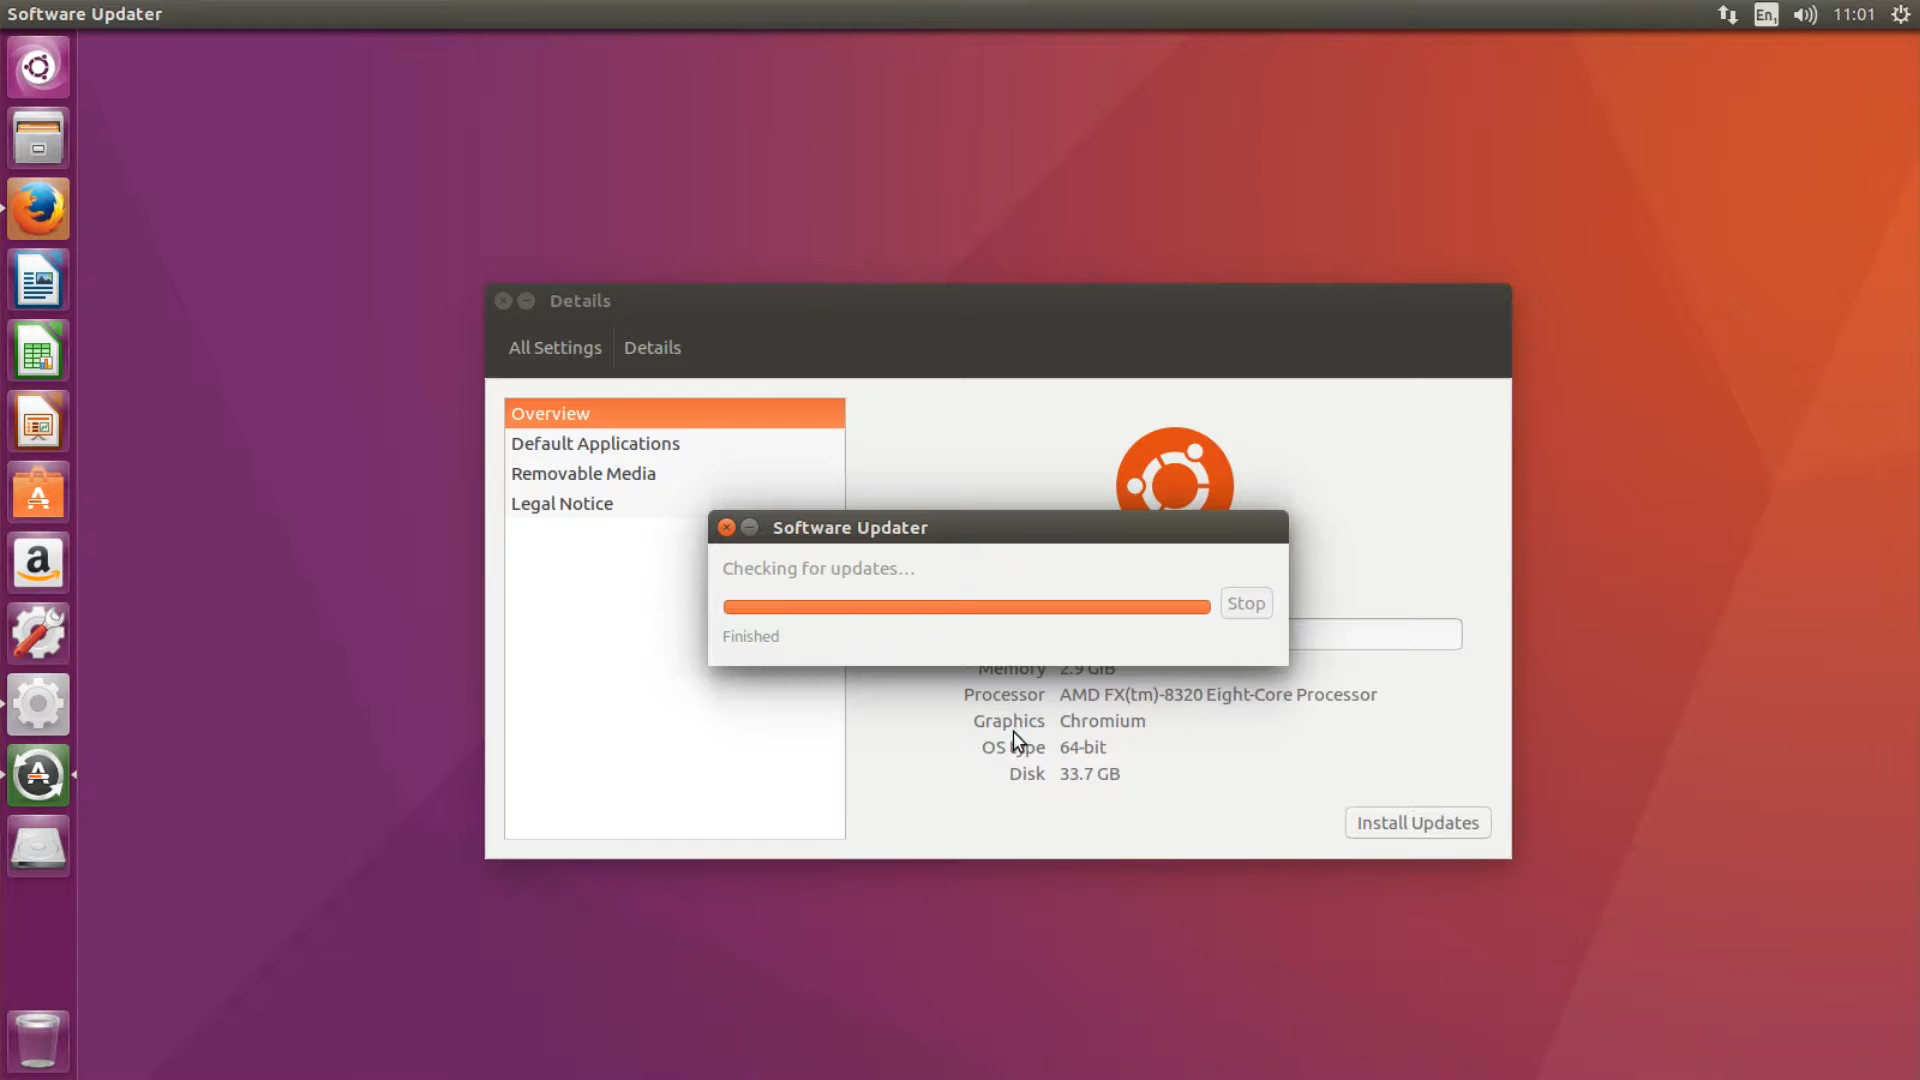 Software Updater
En1
11:01
Details
All Settings
Details
Overview
Default Applications
Removable Media
Legal Notice
Software Updater
Checking for updates…
Stop
Finished
Memory 2.9 GiB
Processor AMD FX(tm)-8320 Eight-Core Processor
Graphics Chromium
OS type 64-bit
Disk 33.7 GB
Install Updates
a